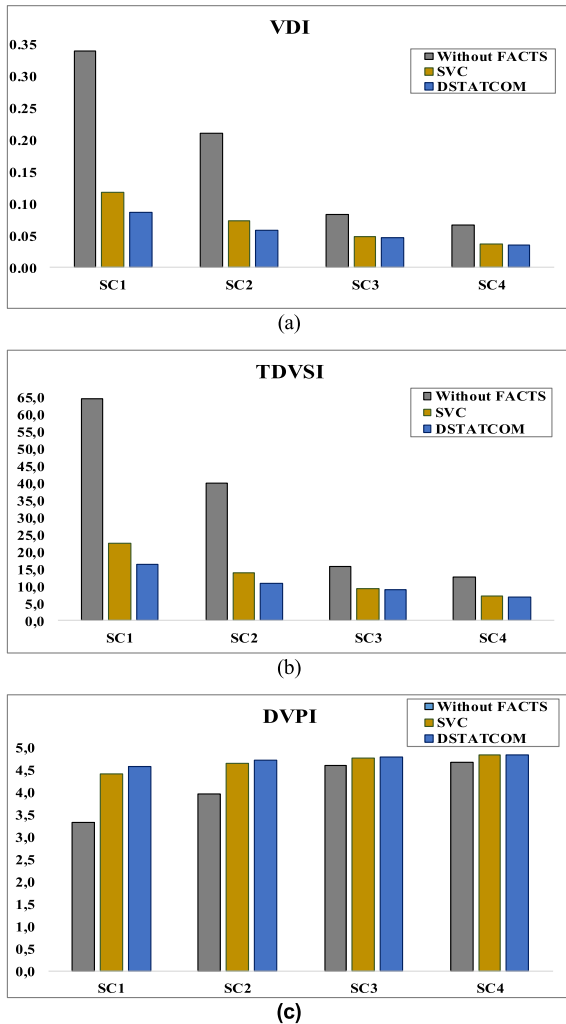 VDI
Without FACTS
SVC
DSTATCOM
0.35
0.30
0.25
0.20
0.15
0.10
0.05
0.00
SC1 SC2 SC3 SC4
(a)
TDVSI
Without FACTS
SVC
DSTATCOM
65,0
60,0
55,0
50,0
45,0
40,0
35,0
30,0
25,0
20,0
15,0
10,0
5,0
0,0
SC1 SC2 SC3 SC4
(b)
DVPI
Without FACTS
SVC
DSTATCOM
5,0
4,5
4,0
3,5
3,0
2,5
2,0
1,5
1,0
0,5
0,0
SC1 SC2 SC3 SC4
(c)